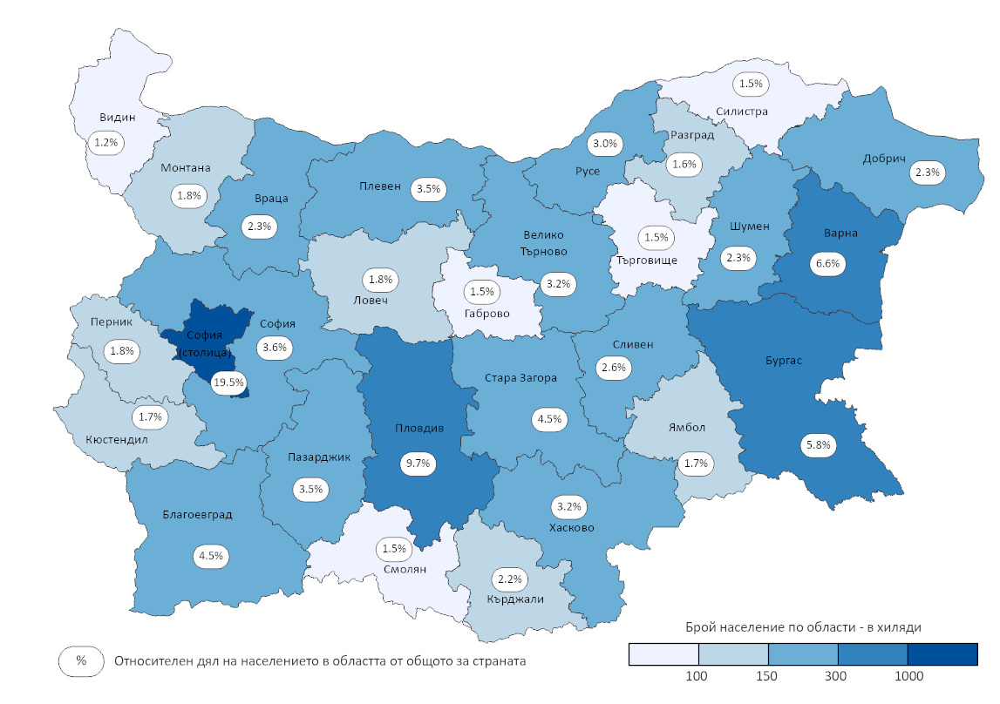 1.5%
Силистра
Видин
1.2%
Разград
1.6%
3.0%
Русе
Монтана
1.8%
Добрич
2.3%
Плевен
3.5%
Враца
2.3%
Шумен
2.3%
Варна
6.6%
Велико
Търново
3.2%
1.5%
Търговище
1.8%
Ловеч
1.5%
Габрово
Перник
1.8%
София
3.6%
София
(столица)
19.5%
Сливен
2.6%
Бургас
5.8%
Стара Загора
4.5%
1.7%
Кюстендил
Пловдив
9.7%
Ямбол
1.7%
Пазарджик
3.5%
Благоевград
4.5%
3.2%
Хасково
1.5%
Смолян
2.2%
Кърджали
Брой население по области - в хиляди
100 150 300 1000
% Относителен дял на населението в областта от общото за страната